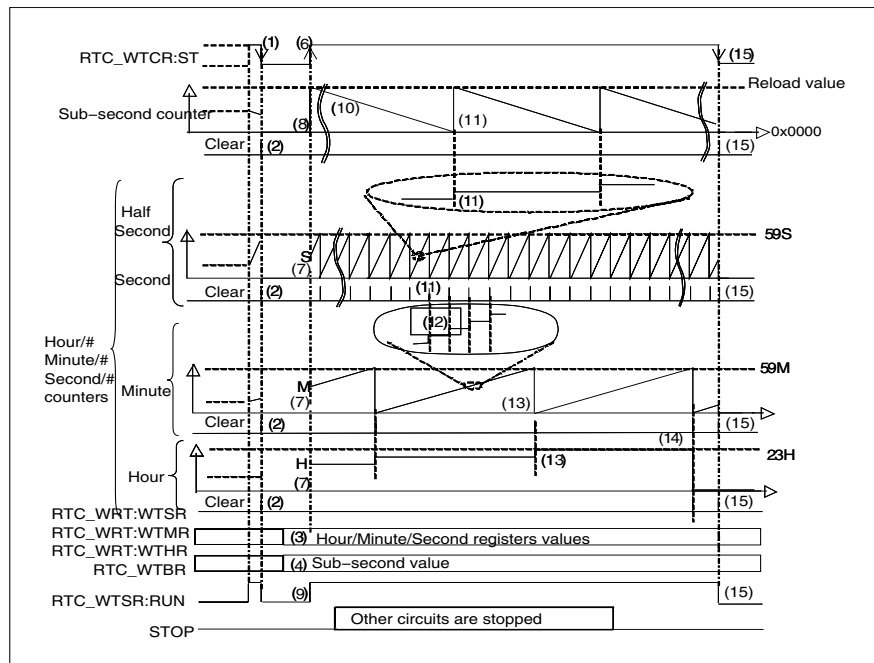 (1) (6) (15)
RTC_WTCR:ST
Reload value
(10)
Sub-second counter
(8) (11)
0x0000
Clear (2) (15)
Half
Second
(11)
59S
S
(7)
Second
(11)
Clear (2) (15)
(12)
Hour/#
Minute/#
Second/#
counters
59M
Minute
M
(7) (13)
Clear (2) (15)
(14)
23H
H (13)
Hour
(7)
Clear (2) (15)
RTC_WRT:WTSR
RTC_WRT:WTMR
(3) Hour/Minute/Second registers values
RTC_WRT:WTHR
RTC_WTBR
(4) Sub-second value
RTC_WTSR:RUN (9) (15)
Other circuits are stopped
STOP